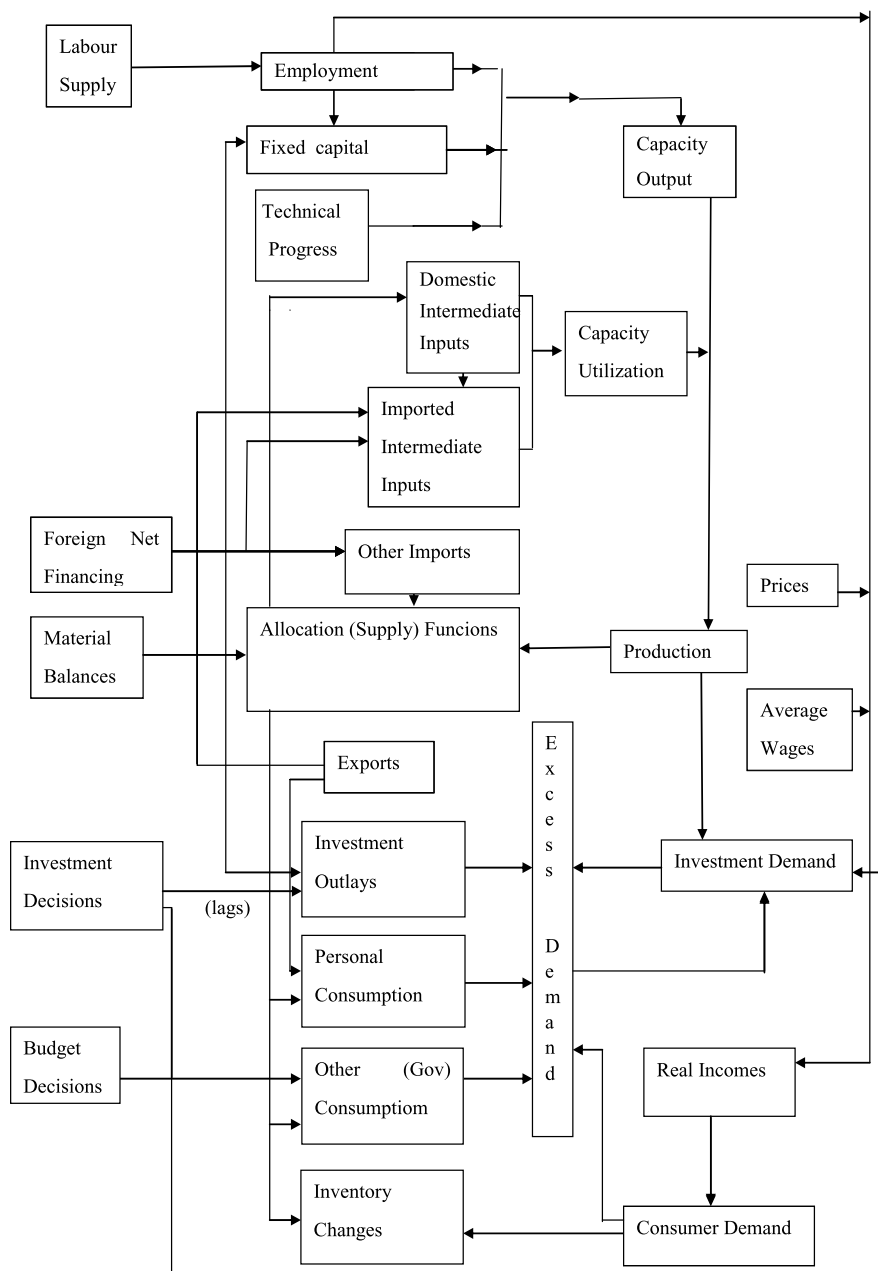 Labour
Supply
Employment
Fixed capital
Capacity
Output
Technical
Progress
Domestic
Intermediate
Inputs
Capacity
Utilization
Imported
Intermediate
Inputs
Foreign Net
Financing
Other Imports
Prices
Material
Balances
Allocation (Supply) Funcions
Production
Average
Wages
Exports
E
x
c
e
s
s
D
e
m
a
n
d
Investment
Outlays
Investment Demand
Investment
Decisions
(lags)
Personal
Consumption
Budget
Decisions
Other (Gov)
Consumptiom
Real Incomes
Inventory
Changes
Consumer Demand